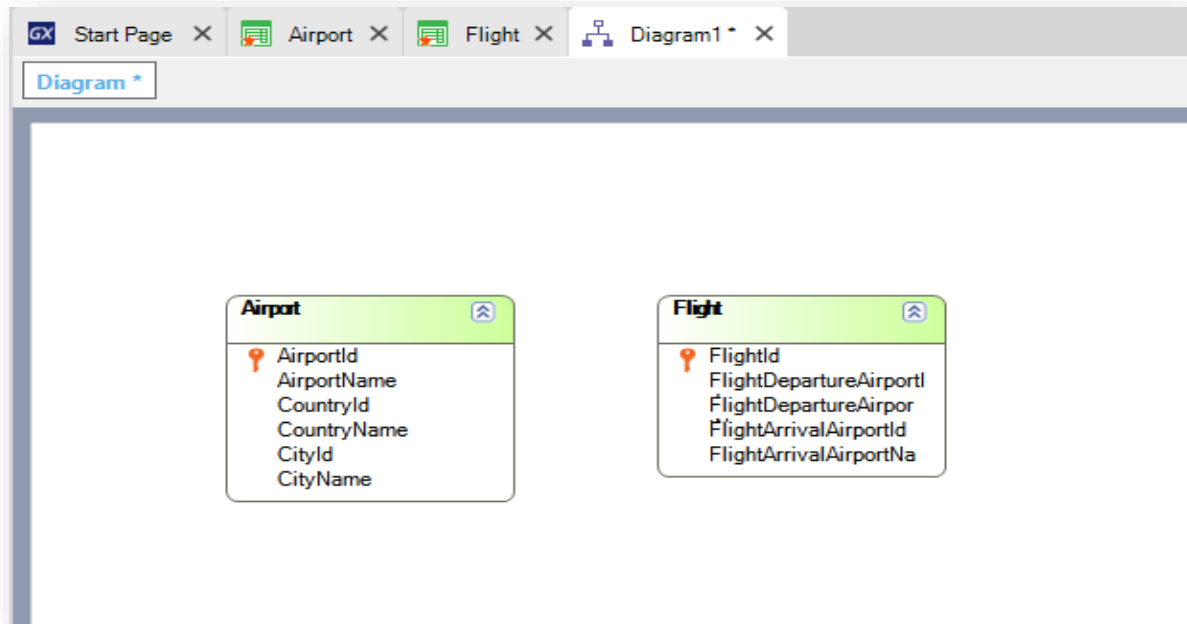 GX Start Page Airport Flight Diagram1 *
Diagram *
Airport
AirportId
AirportName
CountryId
CountryName
CityId
CityName
Flight
FlightId
FlightDepartureAirportI
FlightDepartureAirpor
FlightArrivalAirportId
FlightArrivalAirportNa